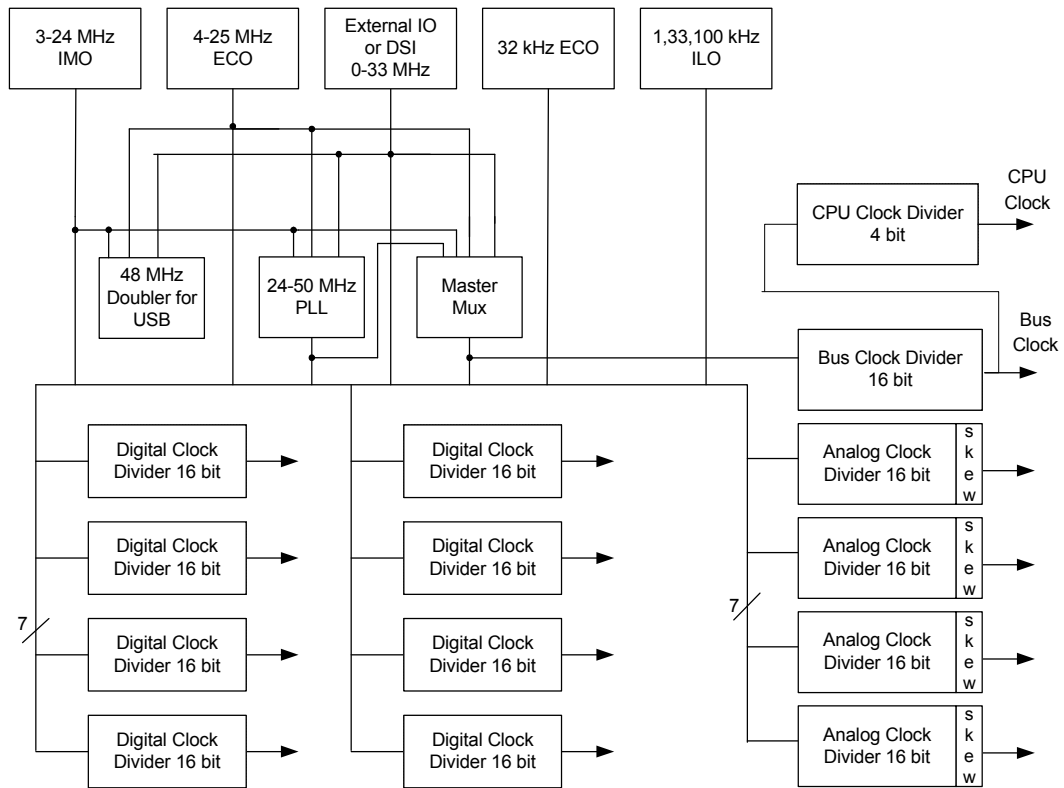 3-24 MHz
IMO
4-25 MHz
ECO
External IO
or DSI
0-33 MHz
32 kHz ECO
1,33,100 kHz
ILO
CPU
Clock
CPU Clock Divider
4 bit
48 MHz
Doubler for
USB
24-50 MHz
PLL
Master
Mux
Bus
Clock
Bus Clock Divider
16 bit
Digital Clock
Divider 16 bit
Digital Clock
Divider 16 bit
Analog Clock
Divider 16 bit
s
k
e
w
Digital Clock
Divider 16 bit
Digital Clock
Divider 16 bit
Analog Clock
Divider 16 bit
s
k
e
w
7
7
Digital Clock
Divider 16 bit
Digital Clock
Divider 16 bit
Analog Clock
Divider 16 bit
s
k
e
w
Digital Clock
Divider 16 bit
Digital Clock
Divider 16 bit
Analog Clock
Divider 16 bit
s
k
e
w